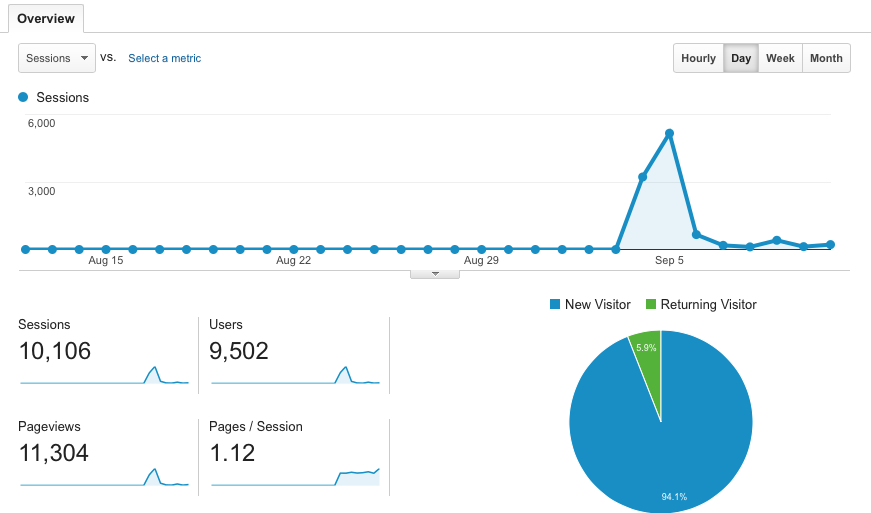 Overview
Sessions vs. Select a metric Hourly Day Week Month
Sessions
6,000
3,000
Aug 15 Aug 22 Aug 29 Sep 5
New Visitor Returning Visitor
Sessions Users
10,106 9,502
5.9%
Pageviews Pages / Session
11,304 1.12
94.1%